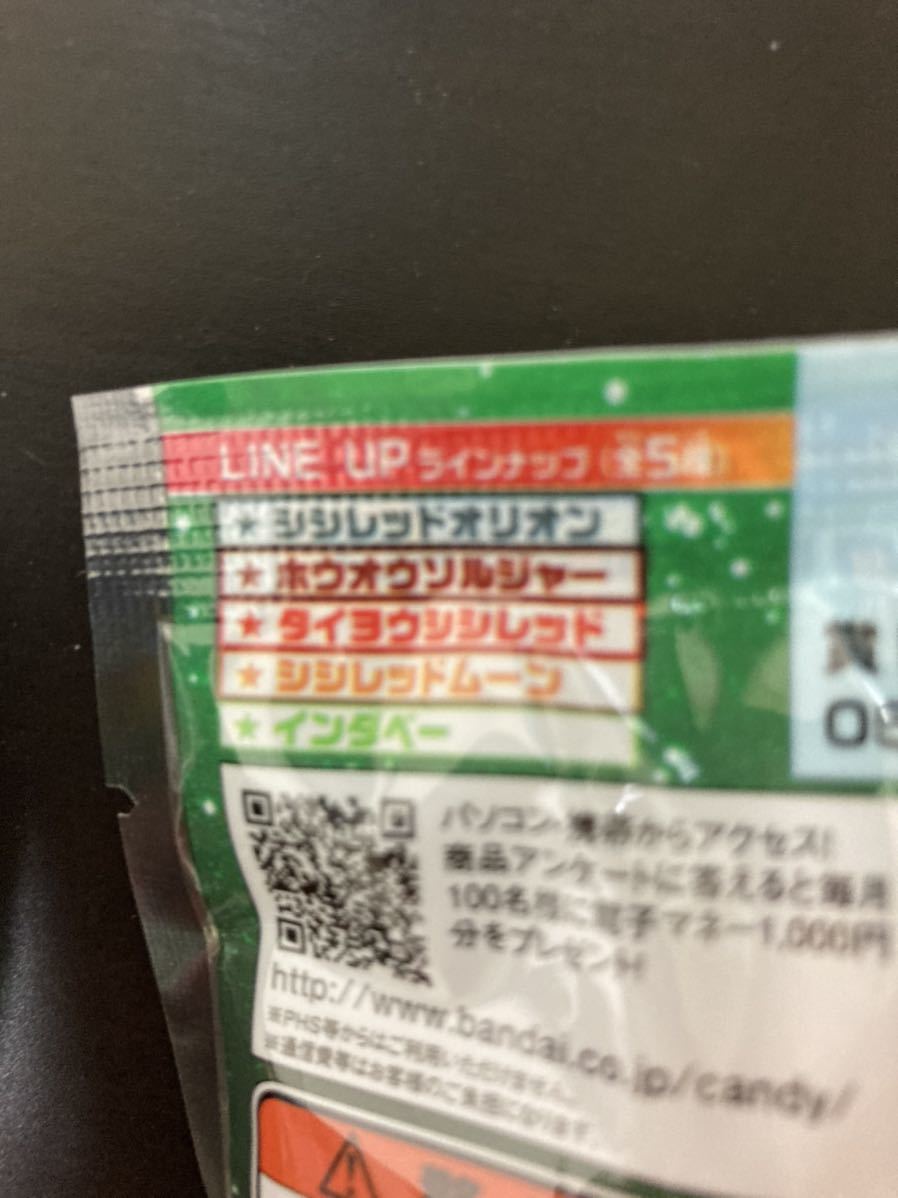 LINE UP ラインナップ (全5種)
★シシレッドオリオン
★ホウオウソルジャー
★タイヨウシシレッド
★シシレッドムーン
★インダベー
パソコン・携帯からアクセス!
商品アンケートに答えると毎月
100名様に電子マネー1,000円
分をプレゼント!
http://www.bandai.co.jp/candy/
※PHS等からはご利用いただけません。
※通信費等はお客様のご負担になります。
賞